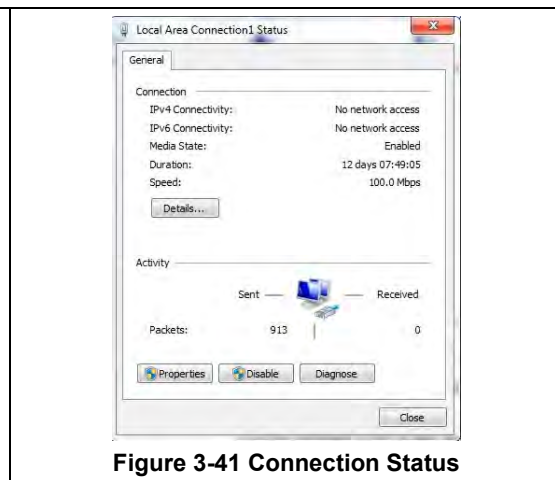 Local Area Connection1 Status
General
Connection
IPv4 Connectivity: No network access
IPv6 Connectivity: No network access
Media State: Enabled
Duration: 12 days 07:49:05
Speed: 100.0 Mbps
Details...
Activity
Sent Received
Packets: 913 0
Properties Disable Diagnose
Close
Figure 3-41 Connection Status